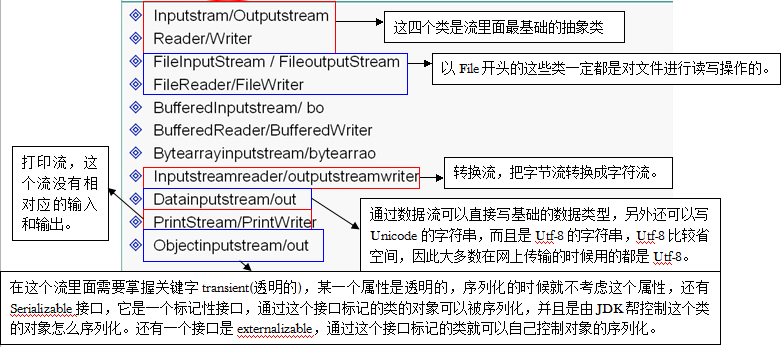 Inputstram/Outputstream
Reader/Writer
这四个类是流里面最基础的抽象类
FileInputStream / FileoutputStream
FileReader/FileWriter
以 File 开头的这些类一定都是对文件进行读写操作的。
BufferedInputstream/ bo
BufferedReader/BufferedWriter
Bytearrayinputstream/bytearrao
打印流，这
个流没有相
对应的输入
和输出。
Inputstreamreader/outputstreamwriter
转换流，把字节流转换成字符流。
Datainputstream/out
PrintStream/PrintWriter
Objectinputstream/out
通过数据流可以直接写基础的数据类型，另外还可以写
Unicode 的字符串，而且是 Utf-8 的字符串，Utf-8 比较省
空间，因此大多数在网上传输的时候用的都是 Utf-8。
在这个流里面需要掌握关键字 transient(透明的)，某一个属性是透明的，序列化的时候就不考虑这个属性，还有
Serializable 接口，它是一个标记性接口，通过这个接口标记的类的对象可以被序列化，并且是由 JDK 帮控制这个类
的对象怎么序列化。还有一个接口是 externalizable，通过这个接口标记的类就可以自己控制对象的序列化。